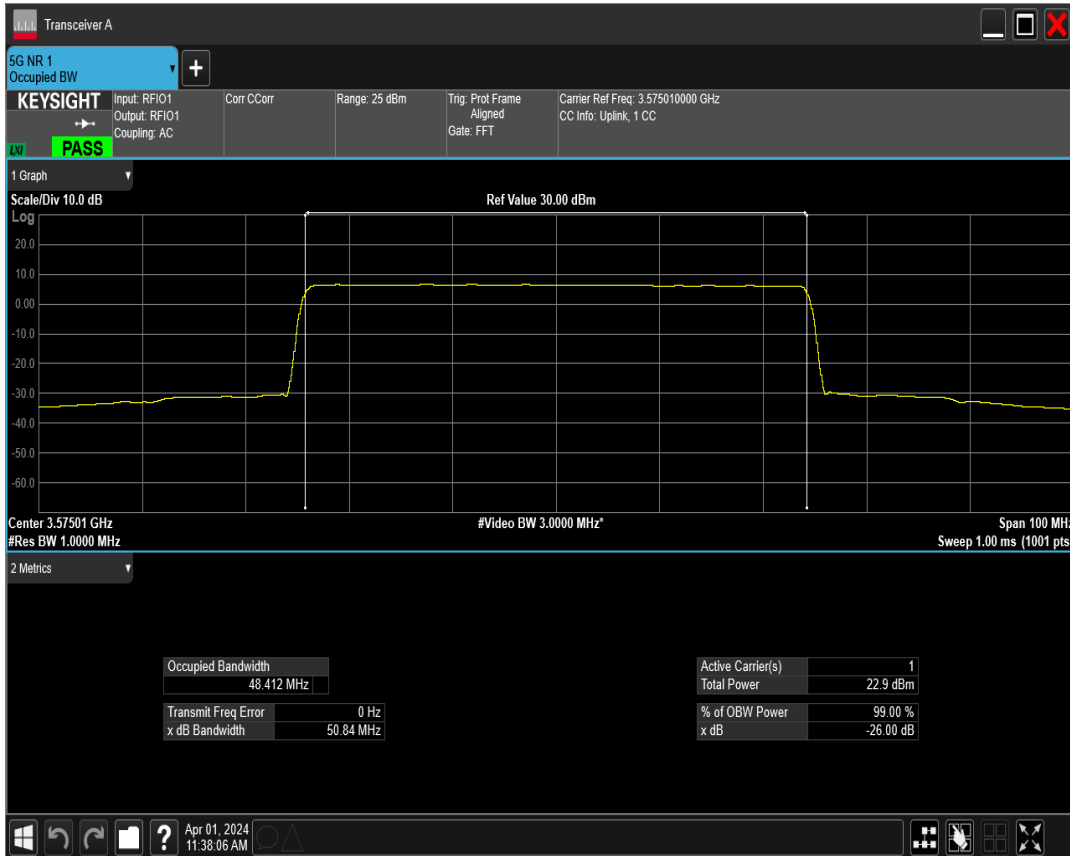 Transceiver A
5G NR 1
Occupied BW
+
KEYSIGHT
LXI
PASS
Input: RFIO1
Output: RFIO1
Coupling: AC
Corr CCorr
Range: 25 dBm
Trig: Prot Frame
Aligned
Gate: FFT
Carrier Ref Freq: 3.575010000 GHz
CC Info: Uplink, 1 CC
1 Graph
Scale/Div 10.0 dB
Ref Value 30.00 dBm
Log
20.0
10.0
0.00
-10.0
-20.0
-30.0
-40.0
-50.0
-60.0
Center 3.57501 GHz
#Video BW 3.0000 MHz*
Span 100 MHz
#Res BW 1.0000 MHz
Sweep 1.00 ms (1001 pts
2 Metrics
Occupied Bandwidth
48.412 MHz
Transmit Freq Error 0 Hz
x dB Bandwidth 50.84 MHz
Active Carrier(s) 1
Total Power 22.9 dBm
% of OBW Power 99.00 %
x dB -26.00 dB
?
Apr 01, 2024
11:38:06 AM